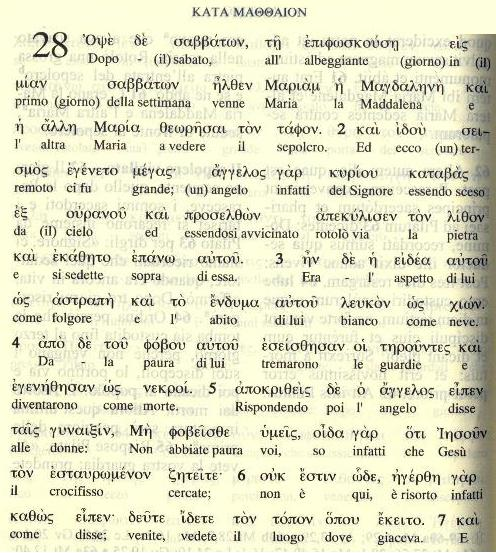 ΚΑΤΑ ΜΑΘΘΑΙΟΝ
28 Ὀψὲ δὲ σαββάτων, τῇ ἐπιφωσκούσῃ εἰς
Dopo (il) sabato, all' albeggiante (giorno) in (il)
μίαν σαββάτων ἦλθεν Μαριὰμ ἡ Μαγδαληνὴ καὶ
primo (giorno) della settimana venne Maria la Maddalena e
ἡ ἄλλη Μαρία θεωρῆσαι τὸν τάφον. 2 καὶ ἰδοὺ σει-
l' altra Maria a vedere il sepolcro. Ed ecco (un) ter-
σμὸς ἐγένετο μέγας· ἄγγελος γὰρ κυρίου καταβὰς
remoto ci fu grande; (un) angelo infatti del Signore essendo sceso
ἐξ οὐρανοῦ καὶ προσελθὼν ἀπεκύλισεν τὸν λίθον
da (il) cielo ed essendosi avvicinato rotolò via la pietra
καὶ ἐκάθητο ἐπάνω αὐτοῦ. 3 ἦν δὲ ἡ εἰδέα αὐτοῦ
e si sedette sopra di essa. Era - l' aspetto di lui
ὡς ἀστραπὴ καὶ τὸ ἔνδυμα αὐτοῦ λευκὸν ὡς χιών.
come folgore e l' abito di lui bianco come neve.
4 ἀπὸ δὲ τοῦ φόβου αὐτοῦ ἐσείσθησαν οἱ τηροῦντες καὶ
Da - la paura di lui tremarono le guardie e
ἐγενήθησαν ὡς νεκροί. 5 ἀποκριθεὶς δὲ ὁ ἄγγελος εἶπεν
diventarono come morte. Rispondendo poi l' angelo disse
ταῖς γυναιξίν, Μὴ φοβεῖσθε ὑμεῖς, οἶδα γὰρ ὅτι Ἰησοῦν
alle donne: Non abbiate paura voi, so infatti che Gesù
τὸν ἐσταυρωμένον ζητεῖτε· 6 οὐκ ἔστιν ὧδε, ἠγέρθη γὰρ
il crocifisso cercate; non è qui, è risorto infatti
καθὼς εἶπεν· δεῦτε ἴδετε τὸν τόπον ὅπου ἔκειτο. 7 καὶ
come disse; venite, vedete il luogo dove giaceva. E